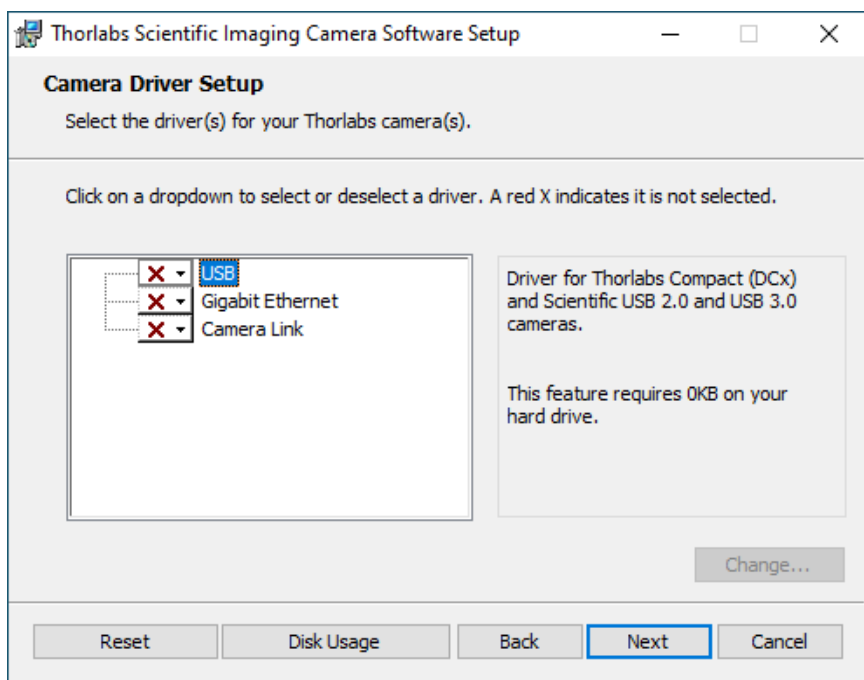 Thorlabs Scientific Imaging Camera Software Setup
Camera Driver Setup
Select the driver(s) for your Thorlabs camera(s).
Click on a dropdown to select or deselect a driver. A red X indicates it is not selected.
USB
Gigabit Ethernet
Camera Link
Driver for Thorlabs Compact (DCx)
and Scientific USB 2.0 and USB 3.0
cameras.
This feature requires 0KB on your
hard drive.
Change...
Reset
Disk Usage
Back
Next
Cancel